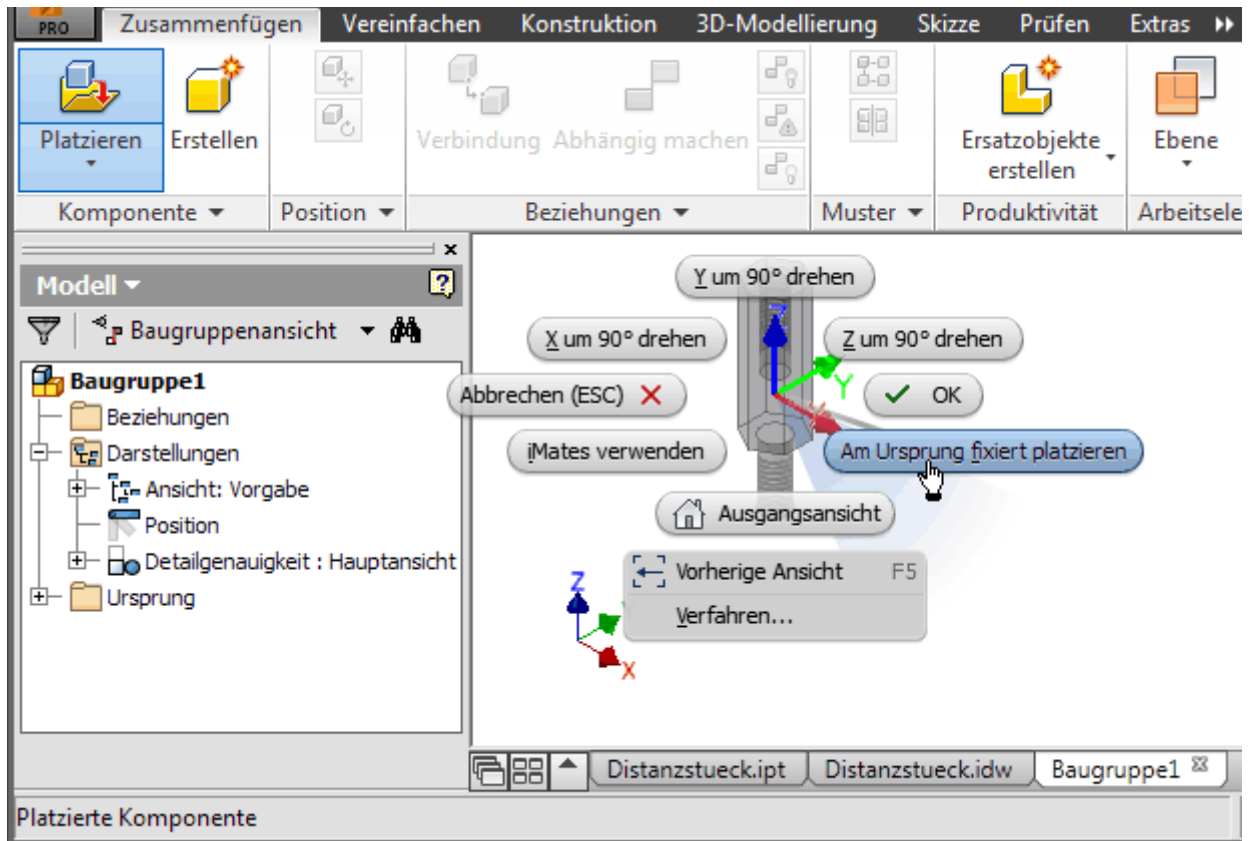 PRO
Zusammenfügen Vereinfachen Konstruktion 3D-Modellierung Skizze Prüfen Extras
Platzieren
Erstellen
Verbindung
Abhängig machen
Ersatzobjekte
erstellen
Ebene
Komponente
Position
Beziehungen
Muster
Produktivität
Arbeitsele
Modell
Baugruppenansicht
Baugruppe1
Beziehungen
Darstellungen
Ansicht: Vorgabe
Position
Detailgenauigkeit : Hauptansicht
Ursprung
Y um 90° drehen
X um 90° drehen
Z um 90° drehen
Abbrechen (ESC)
OK
iMates verwenden
Am Ursprung fixiert platzieren
Ausgangsansicht
Vorherige Ansicht F5
Verfahren...
Z
Y
Z
X
Distanzstueck.ipt
Distanzstueck.idw
Baugruppe1
Platzierte Komponente